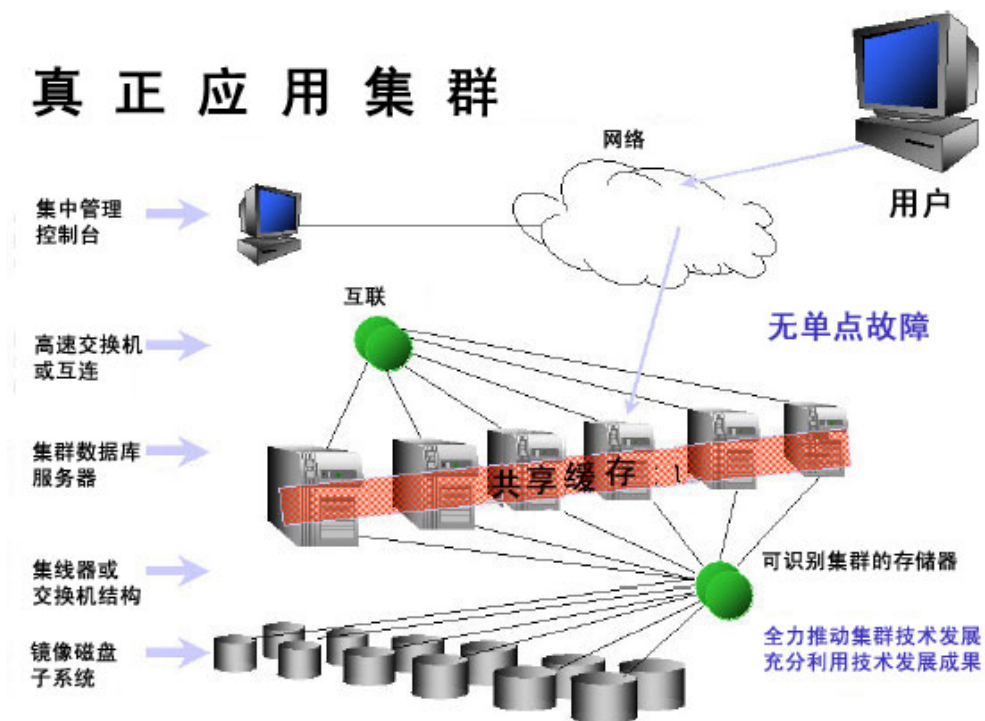 真正应用集群
网络
用户
集中管理
控制台
互联
无单点故障
高速交换机
或互连
集群数据库
服务器
共享缓存
集线器或
交换机结构
可识别集群的存储器
镜像磁盘
子系统
全力推动集群技术发展
充分利用技术发展成果